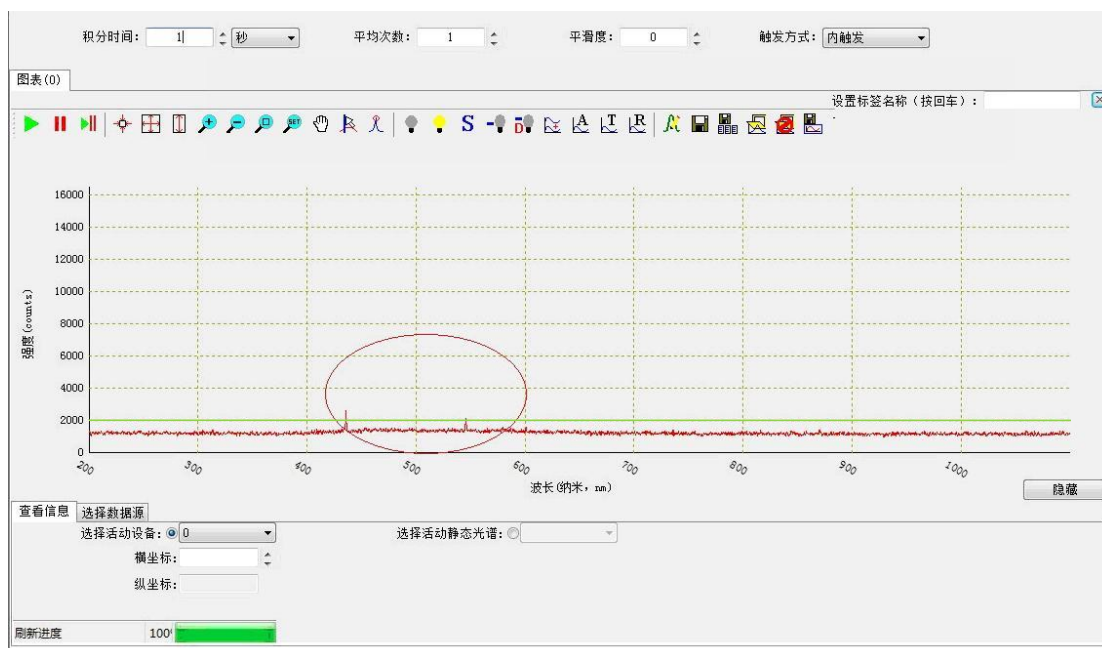 积分时间: 1 秒 平均次数: 1 平滑度: 0 触发方式: 内触发
图表(0)
设置标签名称（按回车）:
SET S D A T R A 2
16000
14000
12000
10000
8000
6000
4000
2000
0
强度(counts)
200 300 400 500 600 700 800 900 1000
波长(纳米，nm)
隐藏
查看信息 选择数据源
选择活动设备: 0 选择活动静态光谱:
横坐标:
纵坐标:
刷新进度 100